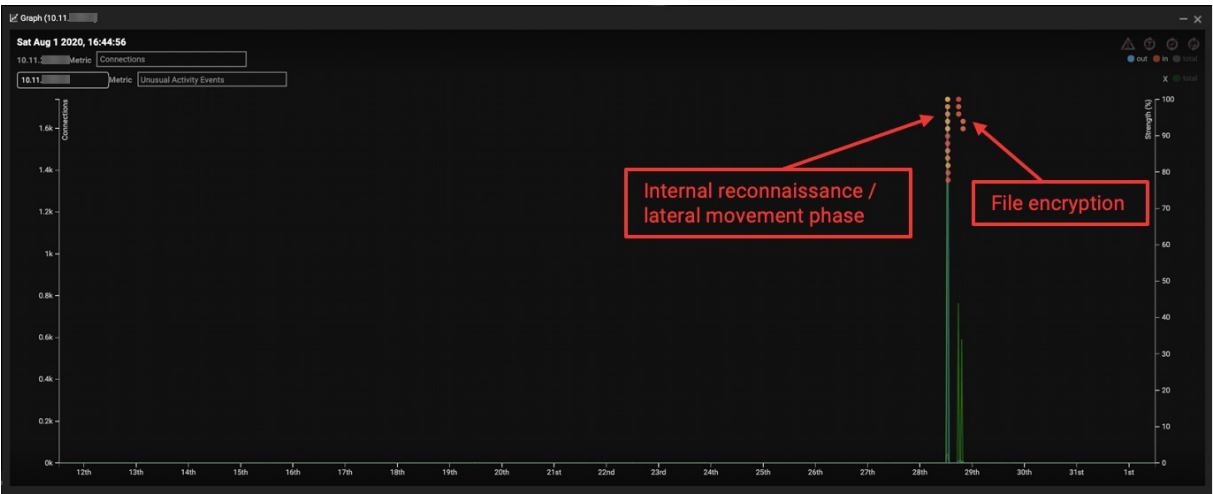 Graph (10.11.
Sat Aug 1 2020, 16:44:56
10.11. Metric Connections
out in total
10.11. Metric Unusual Activity Events
X total
Connections
Strength (%)
1.6k
1.4k
1.2k
1k
0.8k
0.6k
0.4k
0.2k
0k
100
90
80
70
60
50
40
30
20
10
0
Internal reconnaissance /
lateral movement phase
File encryption
12th 13th 14th 15th 16th 17th 18th 19th 20th 21st 22nd 23rd 24th 25th 26th 27th 28th 29th 30th 31st 1st